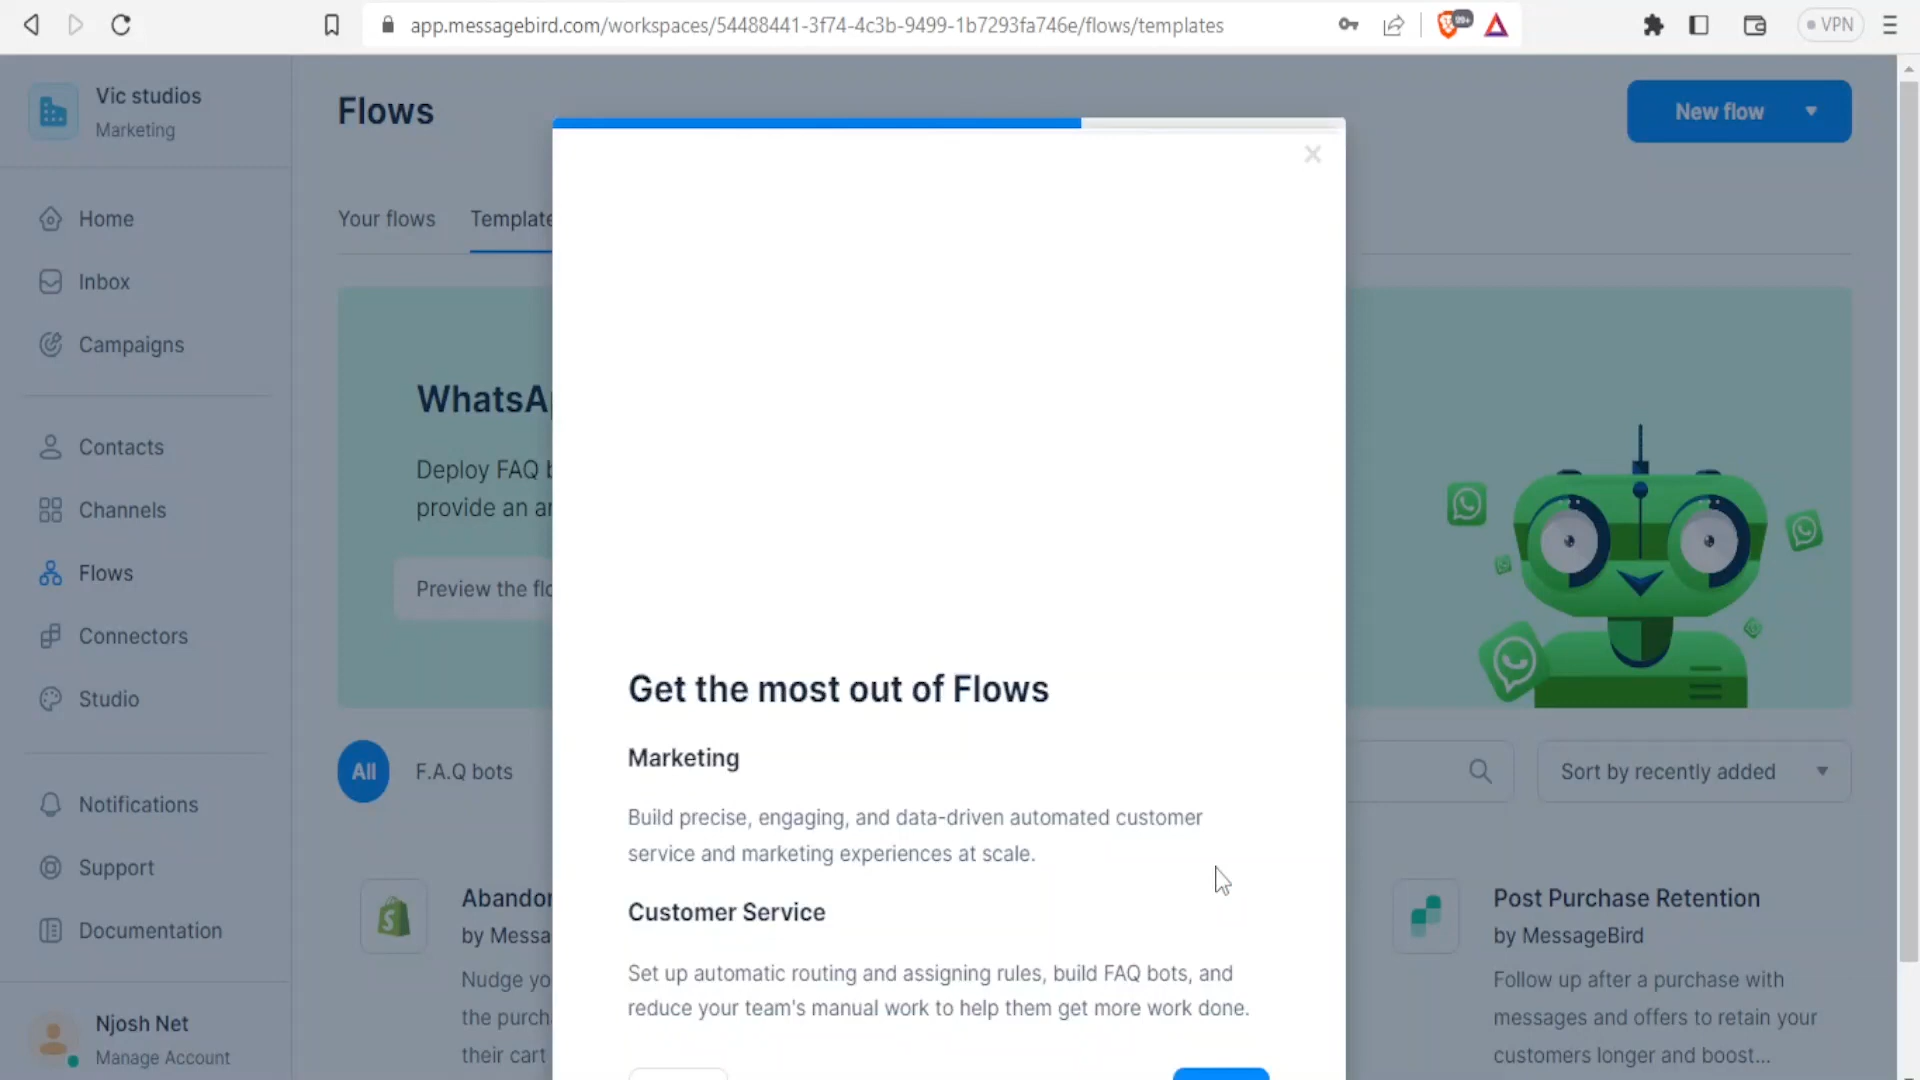 app.messagebird.com/workspaces/54488441-3f74-4c3b-9499-1b7293fa746e/flows/templates
99+
VPN
Vic studios
Marketing
Home
Inbox
Campaigns
Contacts
Channels
Flows
Connectors
Studio
Notifications
Support
Documentation
Njosh Net
Manage Account
Flows
New flow
Your flows
Template
WhatsA
Deploy FAQ
provide an
Preview the flo
All
F.A.Q bots
Sort by recently added
Abandon
by Messa
Nudge yo
the purch
their cart
Post Purchase Retention
by MessageBird
Follow up after a purchase with
messages and offers to retain your
customers longer and boost...
Get the most out of Flows
Marketing
Build precise, engaging, and data-driven automated customer
service and marketing experiences at scale.
Customer Service
Set up automatic routing and assigning rules, build FAQ bots, and
reduce your team's manual work to help them get more work done.